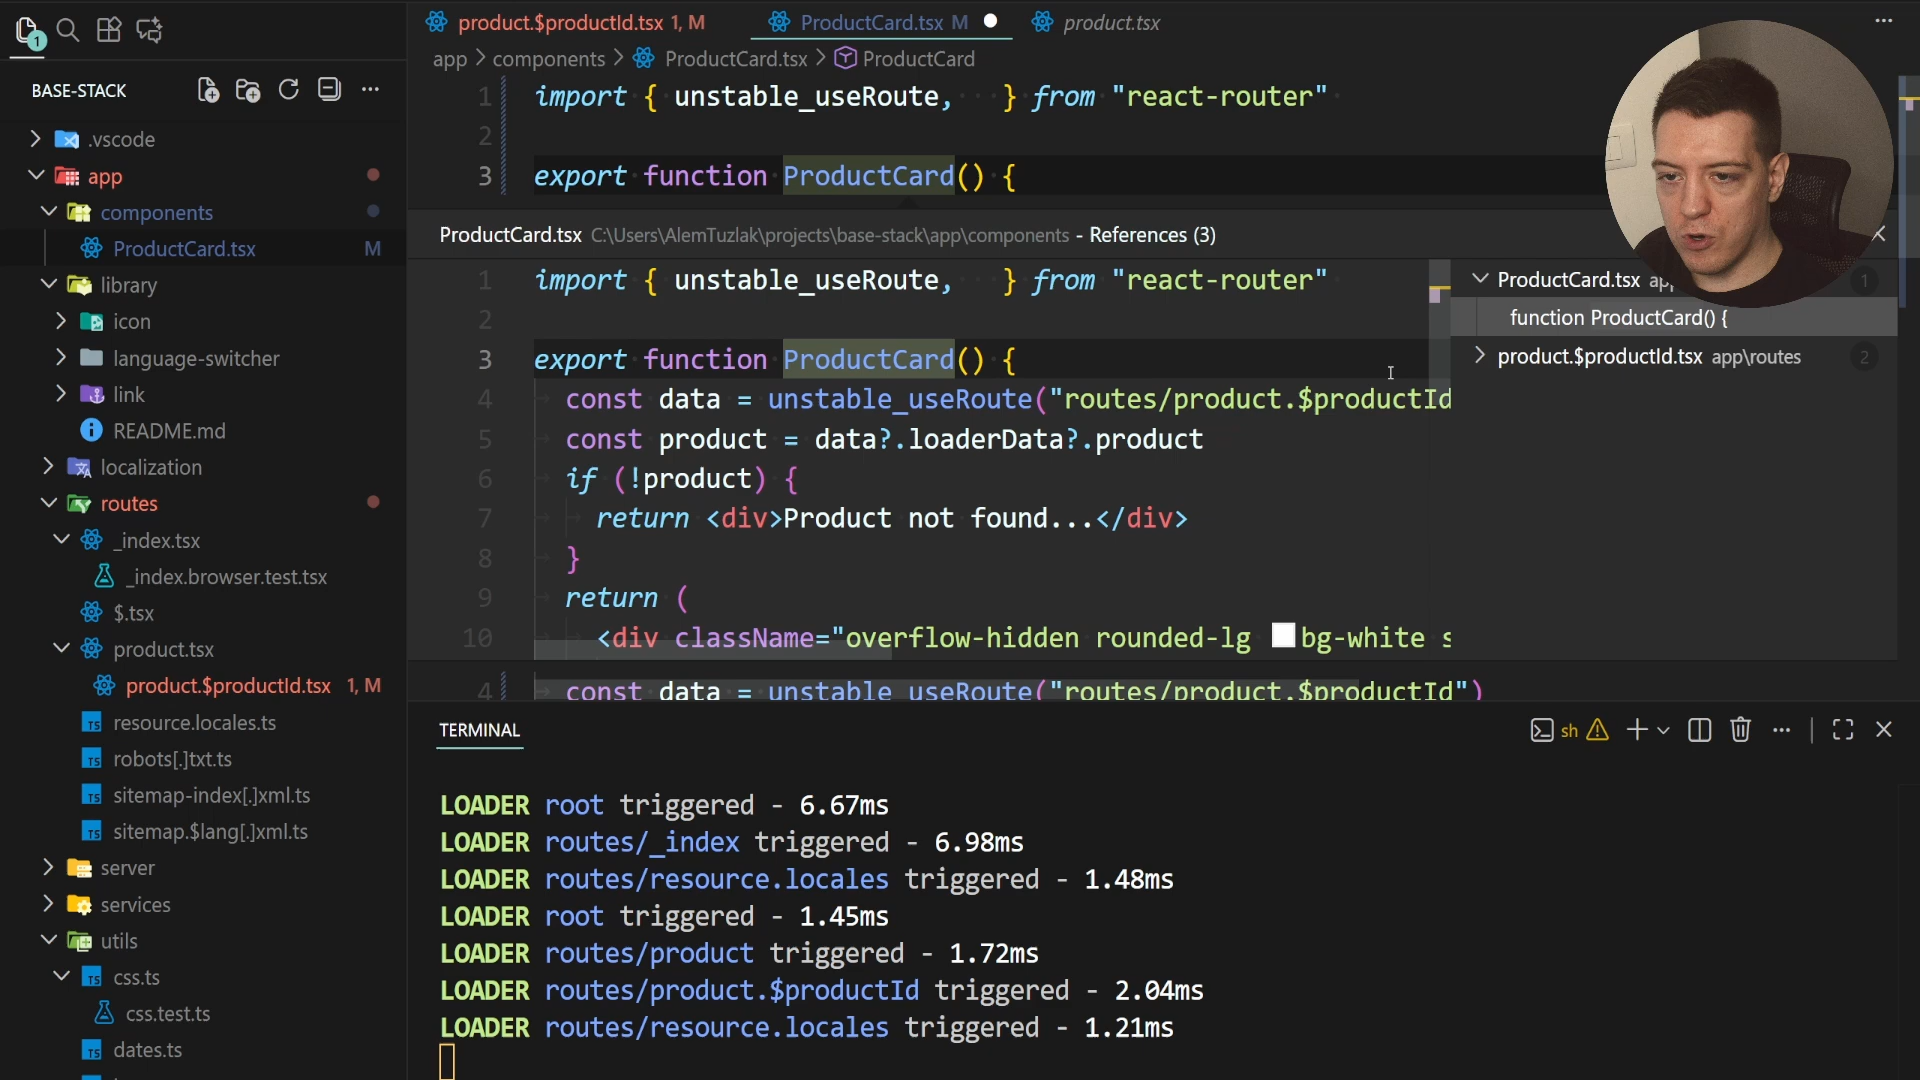 1
BASE-STACK
.vscode
app
components
ProductCard.tsx M
library
icon
language-switcher
link
README.md
localization
routes
_index.tsx
_index.browser.test.tsx
$.tsx
product.tsx
product.$productId.tsx 1, M
resource.locales.ts
robots[.]txt.ts
sitemap-index[.]xml.ts
sitemap.$lang[.]xml.ts
server
services
utils
css.ts
css.test.ts
dates.ts
product.$productId.tsx 1, M
ProductCard.tsx M
product.tsx
app > components > ProductCard.tsx > ProductCard
1 import { unstable_useRoute, } from "react-router"
2
3 export function ProductCard() {
ProductCard.tsx C:\Users\AlemTuzlak\projects\base-stack\app\components - References (3)
1 import { unstable_useRoute, } from "react-router"
2
3 export function ProductCard() {
4 const data = unstable_useRoute("routes/product.$productId
5 const product = data?.loaderData?.product
6 if (!product) {
7 return <div>Product not found...</div>
8 }
9 return (
10 <div className="overflow-hidden rounded-lg bg-white s
ProductCard.tsx 1
function ProductCard() {
product.$productId.tsx app\routes 2
4 const data = unstable_useRoute("routes/product.$productId")
TERMINAL
sh
LOADER root triggered - 6.67ms
LOADER routes/_index triggered - 6.98ms
LOADER routes/resource.locales triggered - 1.48ms
LOADER root triggered - 1.45ms
LOADER routes/product triggered - 1.72ms
LOADER routes/product.$productId triggered - 2.04ms
LOADER routes/resource.locales triggered - 1.21ms